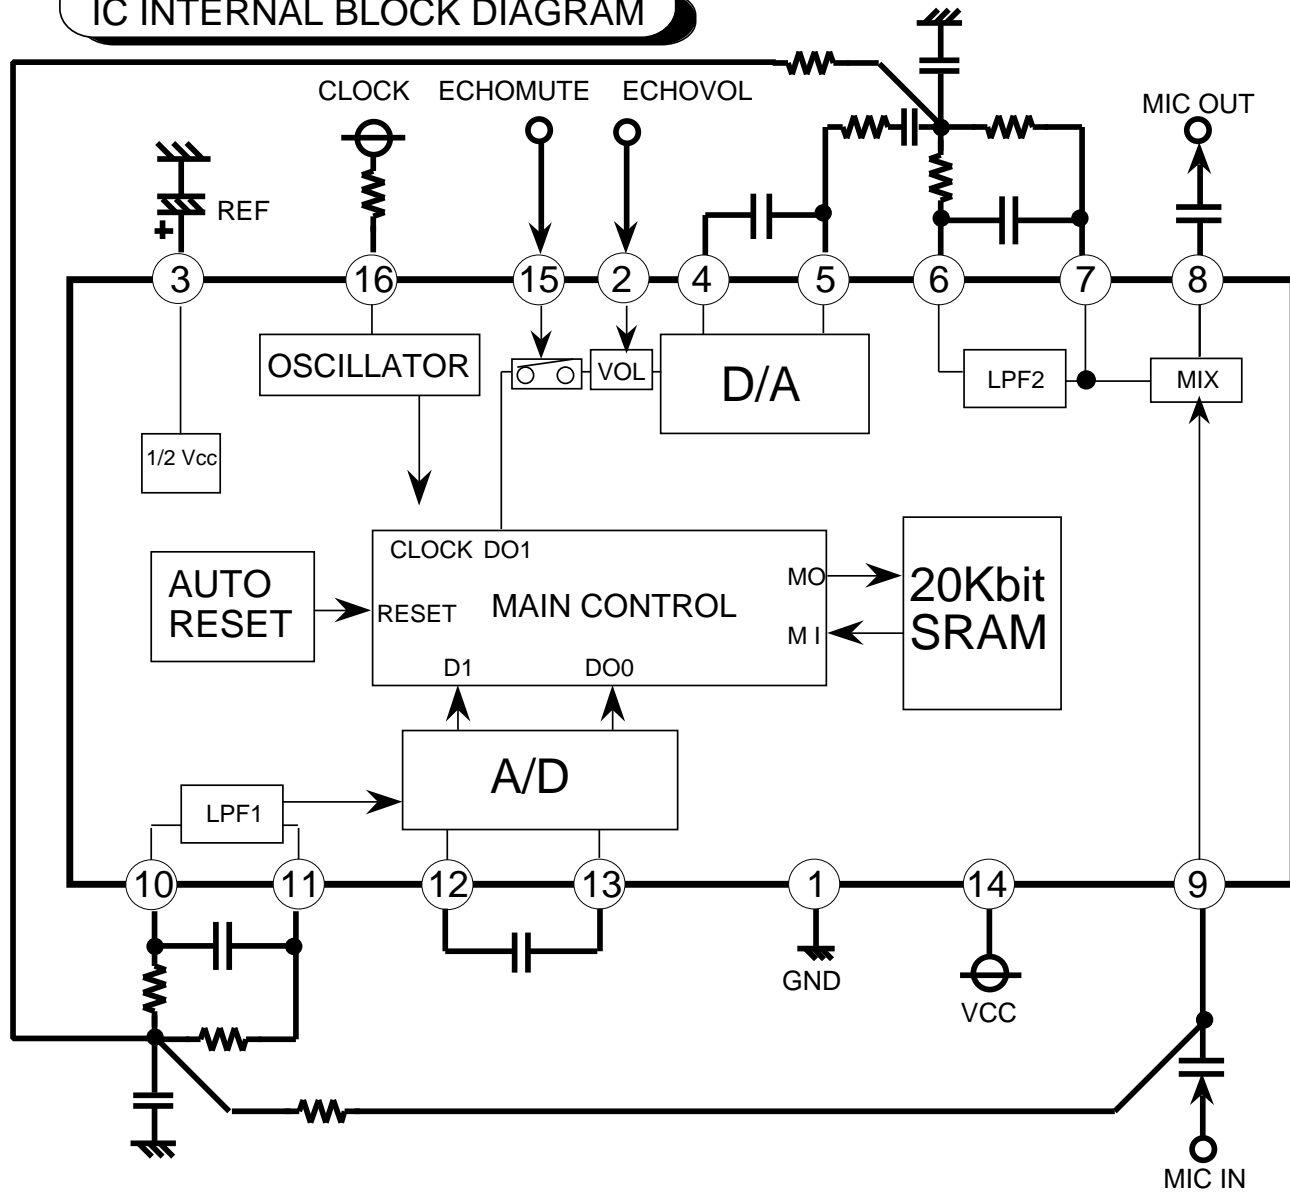 IC INTERNAL BLOCK DIAGRAM
CLOCK
ECHOMUTE
ECHOVOL
MIC OUT
REF
+
3
16
15
2
4
5
6
7
8
OSCILLATOR
VOL
D/A
LPF2
MIX
1/2 Vcc
CLOCK DO1
AUTO
RESET
RESET
MAIN CONTROL
MO
M I
20Kbit
SRAM
D1
DO0
A/D
LPF1
10
11
12
13
1
14
9
GND
VCC
MIC IN